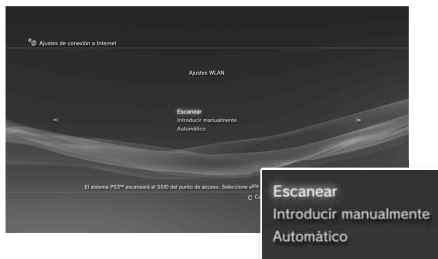 Ajustes de conexión a Internet
Ajustes WLAN
Escanear
Introducir manualmente
Automático
El sistema PS3™ escaneará el SSID del punto de acceso. Seleccione
Escanear
Introducir manualmente
Automático